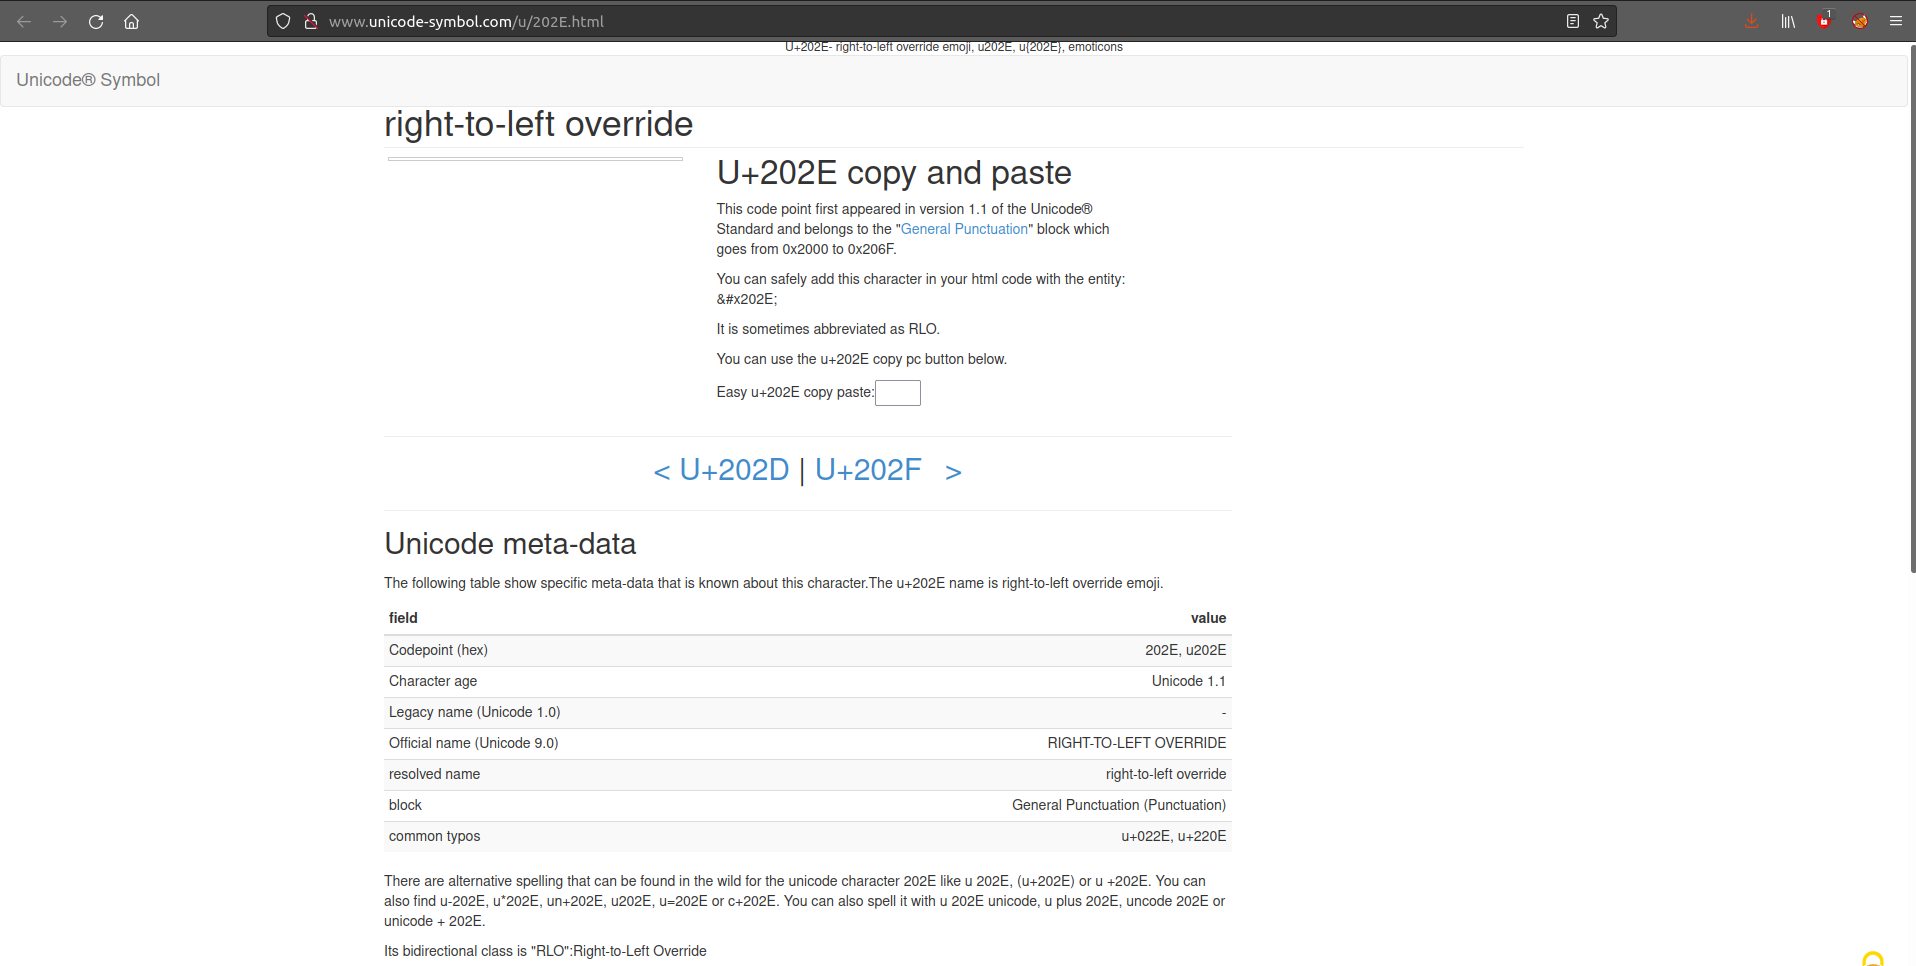 www.unicode-symbol.com/u/202E.html
1
U+202E- right-to-left override emoji, u202E, u{202E}, emoticons
Unicode® Symbol
right-to-left override
U+202E copy and paste
This code point first appeared in version 1.1 of the Unicode®
Standard and belongs to the "General Punctuation" block which
goes from 0x2000 to 0x206F.
You can safely add this character in your html code with the entity:
&#x202E;
It is sometimes abbreviated as RLO.
You can use the u+202E copy pc button below.
Easy u+202E copy paste:
< U+202D | U+202F >
Unicode meta-data
The following table show specific meta-data that is known about this character.The u+202E name is right-to-left override emoji.
field value
Codepoint (hex) 202E, u202E
Character age Unicode 1.1
Legacy name (Unicode 1.0) -
Official name (Unicode 9.0) RIGHT-TO-LEFT OVERRIDE
resolved name right-to-left override
block General Punctuation (Punctuation)
common typos u+022E, u+220E
There are alternative spelling that can be found in the wild for the unicode character 202E like u 202E, (u+202E) or u +202E. You can
also find u-202E, u*202E, un+202E, u202E, u=202E or c+202E. You can also spell it with u 202E unicode, u plus 202E, uncode 202E or
unicode + 202E.
Its bidirectional class is "RLO":Right-to-Left Override